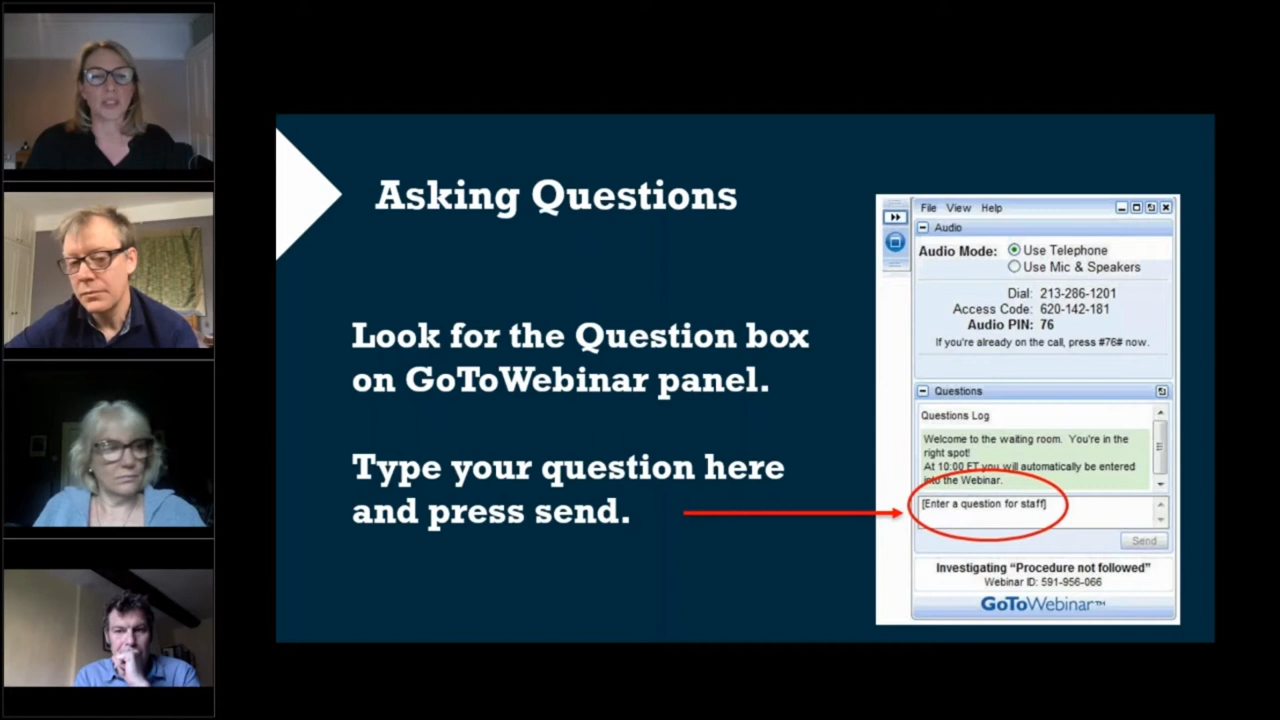 Asking Questions
Look for the Question box
on GoToWebinar panel.
Type your question here
and press send.
File View Help
Audio
Audio Mode: Use Telephone
Use Mic & Speakers
Dial: 213-286-1201
Access Code: 620-142-181
Audio PIN: 76
If you're already on the call, press #76# now.
Questions
Questions Log
Welcome to the waiting room. You're in the
right spot!
At 10:00 ET you will automatically be entered
into the Webinar.
[Enter a question for staff]
Send
Investigating “Procedure not followed”
Webinar ID: 591-956-066
GoToWebinar™